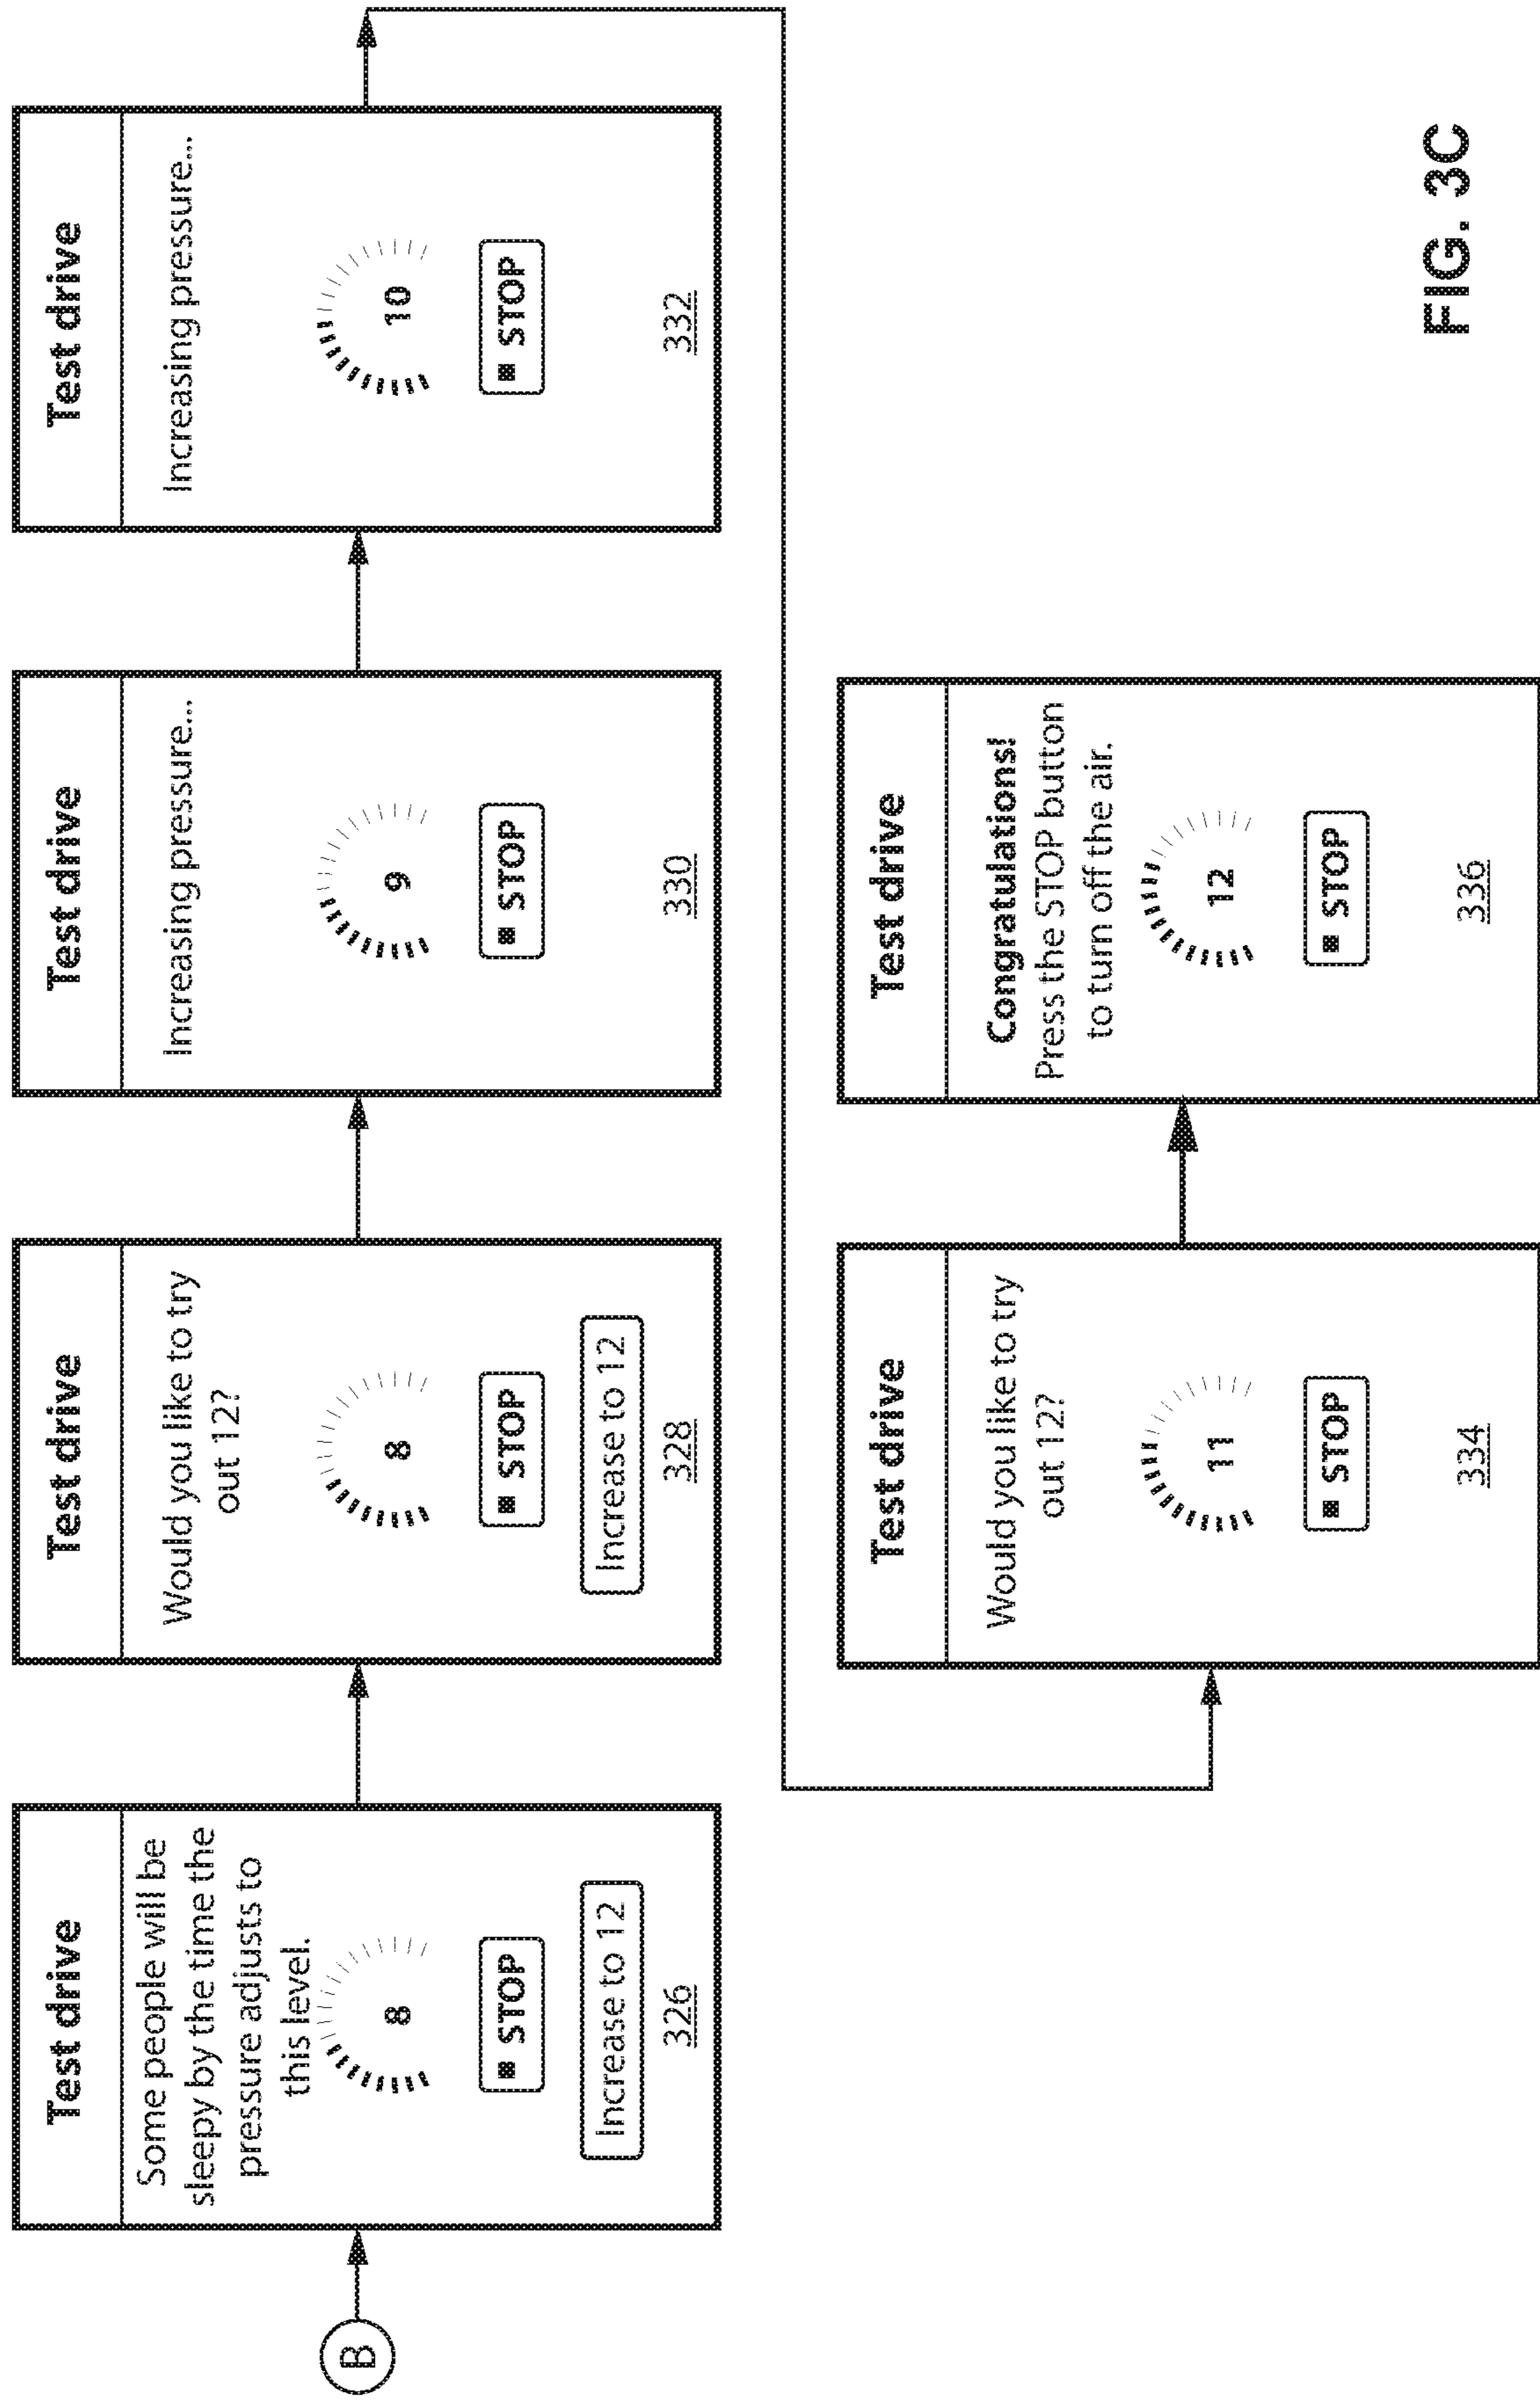 B
Test drive
Some people will be
sleepy by the time the
pressure adjusts to
this level.
8
■ STOP
Increase to 12
326
Test drive
Would you like to try
out 12?
8
■ STOP
Increase to 12
328
Test drive
Increasing pressure...
9
■ STOP
330
Test drive
Increasing pressure...
10
■ STOP
332
Test drive
Would you like to try
out 12?
11
■ STOP
334
Test drive
Congratulations!
Press the STOP button
to turn off the air.
12
■ STOP
336
FIG. 3C